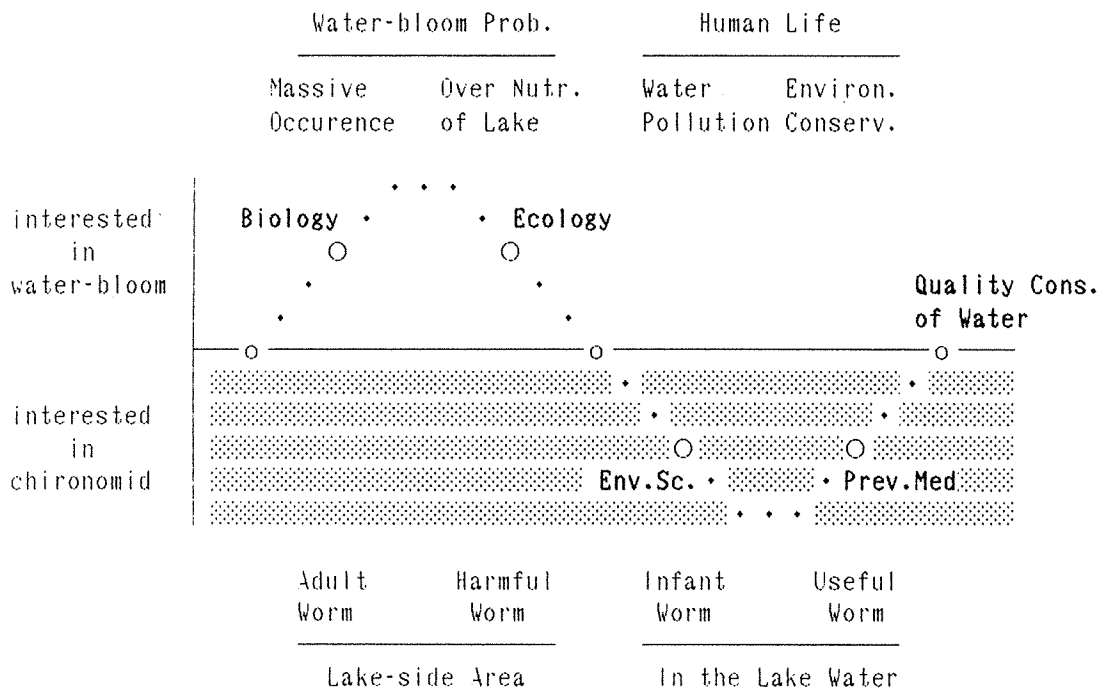 Water-bloom Prob. Human Life
Massive Over Nutr. Water Environ.
Occurence of Lake Pollution Conserv.
interested Biology Ecology
in
water-bloom Quality Cons.
of Water
interested
in
chironomid Env.Sc. Prev.Med
Adult Harmful Infant Useful
Worm Worm Worm Worm
Lake-side Area In the Lake Water